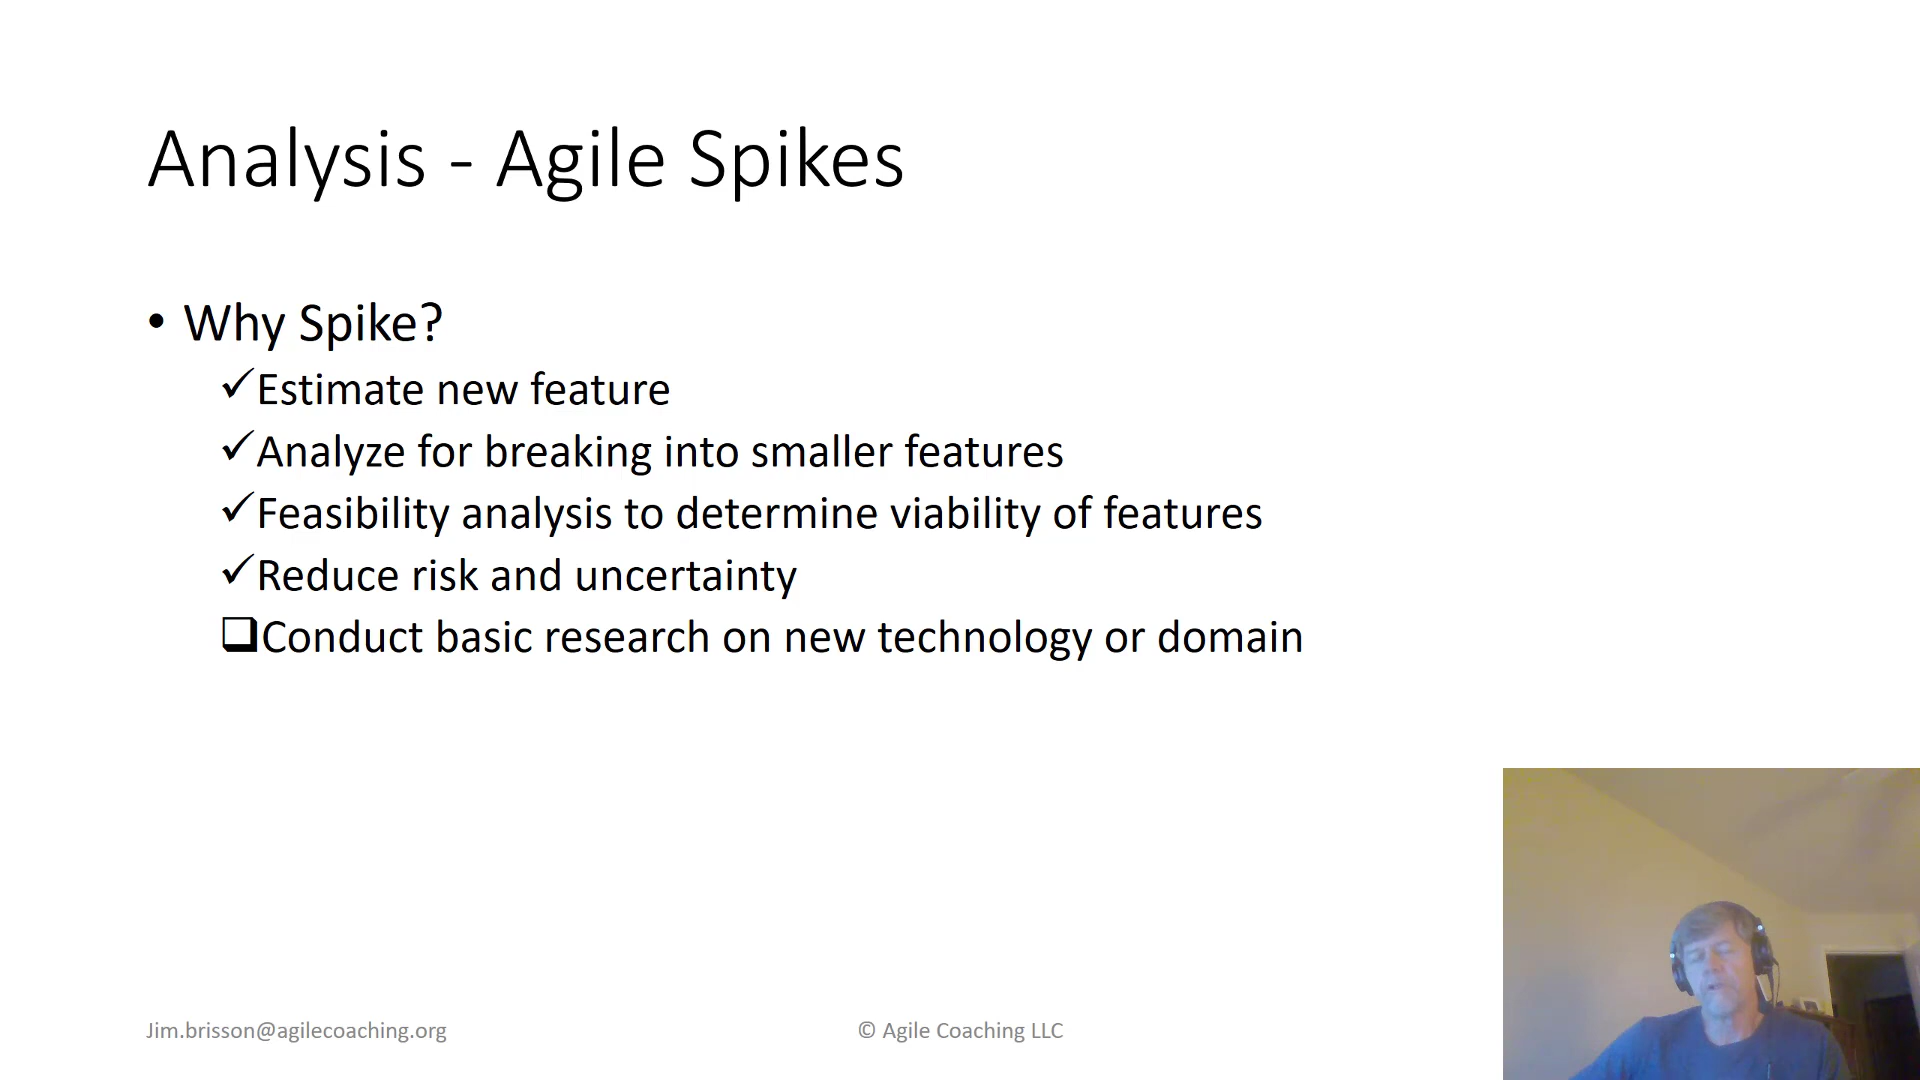 Analysis - Agile Spikes
• Why Spike?
✓Estimate new feature
✓Analyze for breaking into smaller features
✓Feasibility analysis to determine viability of features
✓Reduce risk and uncertainty
❑Conduct basic research on new technology or domain
Jim.brisson@agilecoaching.org
© Agile Coaching LLC